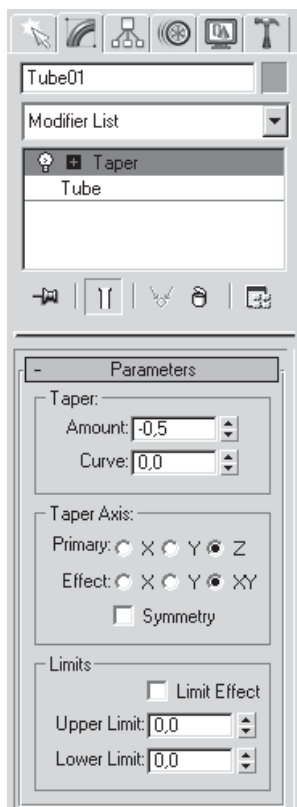 Tube01
Modifier List
Taper
Tube
- Parameters
Taper:
Amount: -0,5
Curve: 0,0
Taper Axis:
Primary: X Y Z
Effect: X Y XY
Symmetry
Limits
Limit Effect
Upper Limit: 0,0
Lower Limit: 0,0